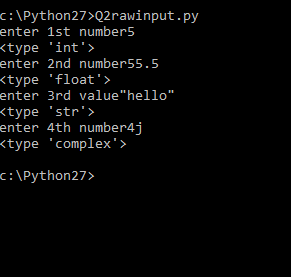 c:\Python27>Q2rawinput.py
enter 1st number5
<type 'int'>
enter 2nd number55.5
<type 'float'>
enter 3rd value"hello"
<type 'str'>
enter 4th number4j
<type 'complex'>
c:\Python27>